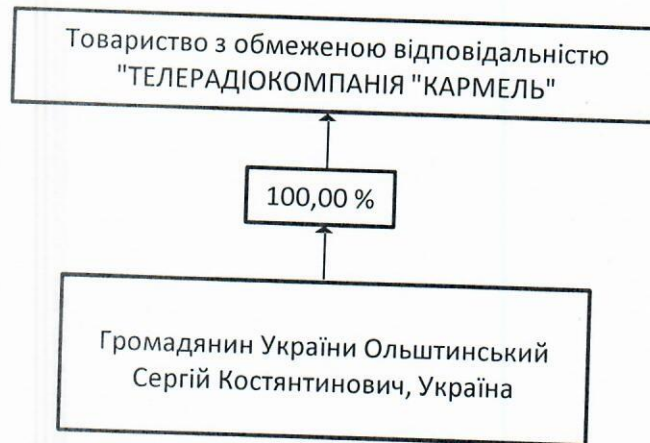 Товариство з обмеженою відповідальністю
"ТЕЛЕРАДІОКОМПАНІЯ "КАРМЕЛЬ"
100,00 %
Громадянин України Ольштинський
Сергій Костянтинович, Україна